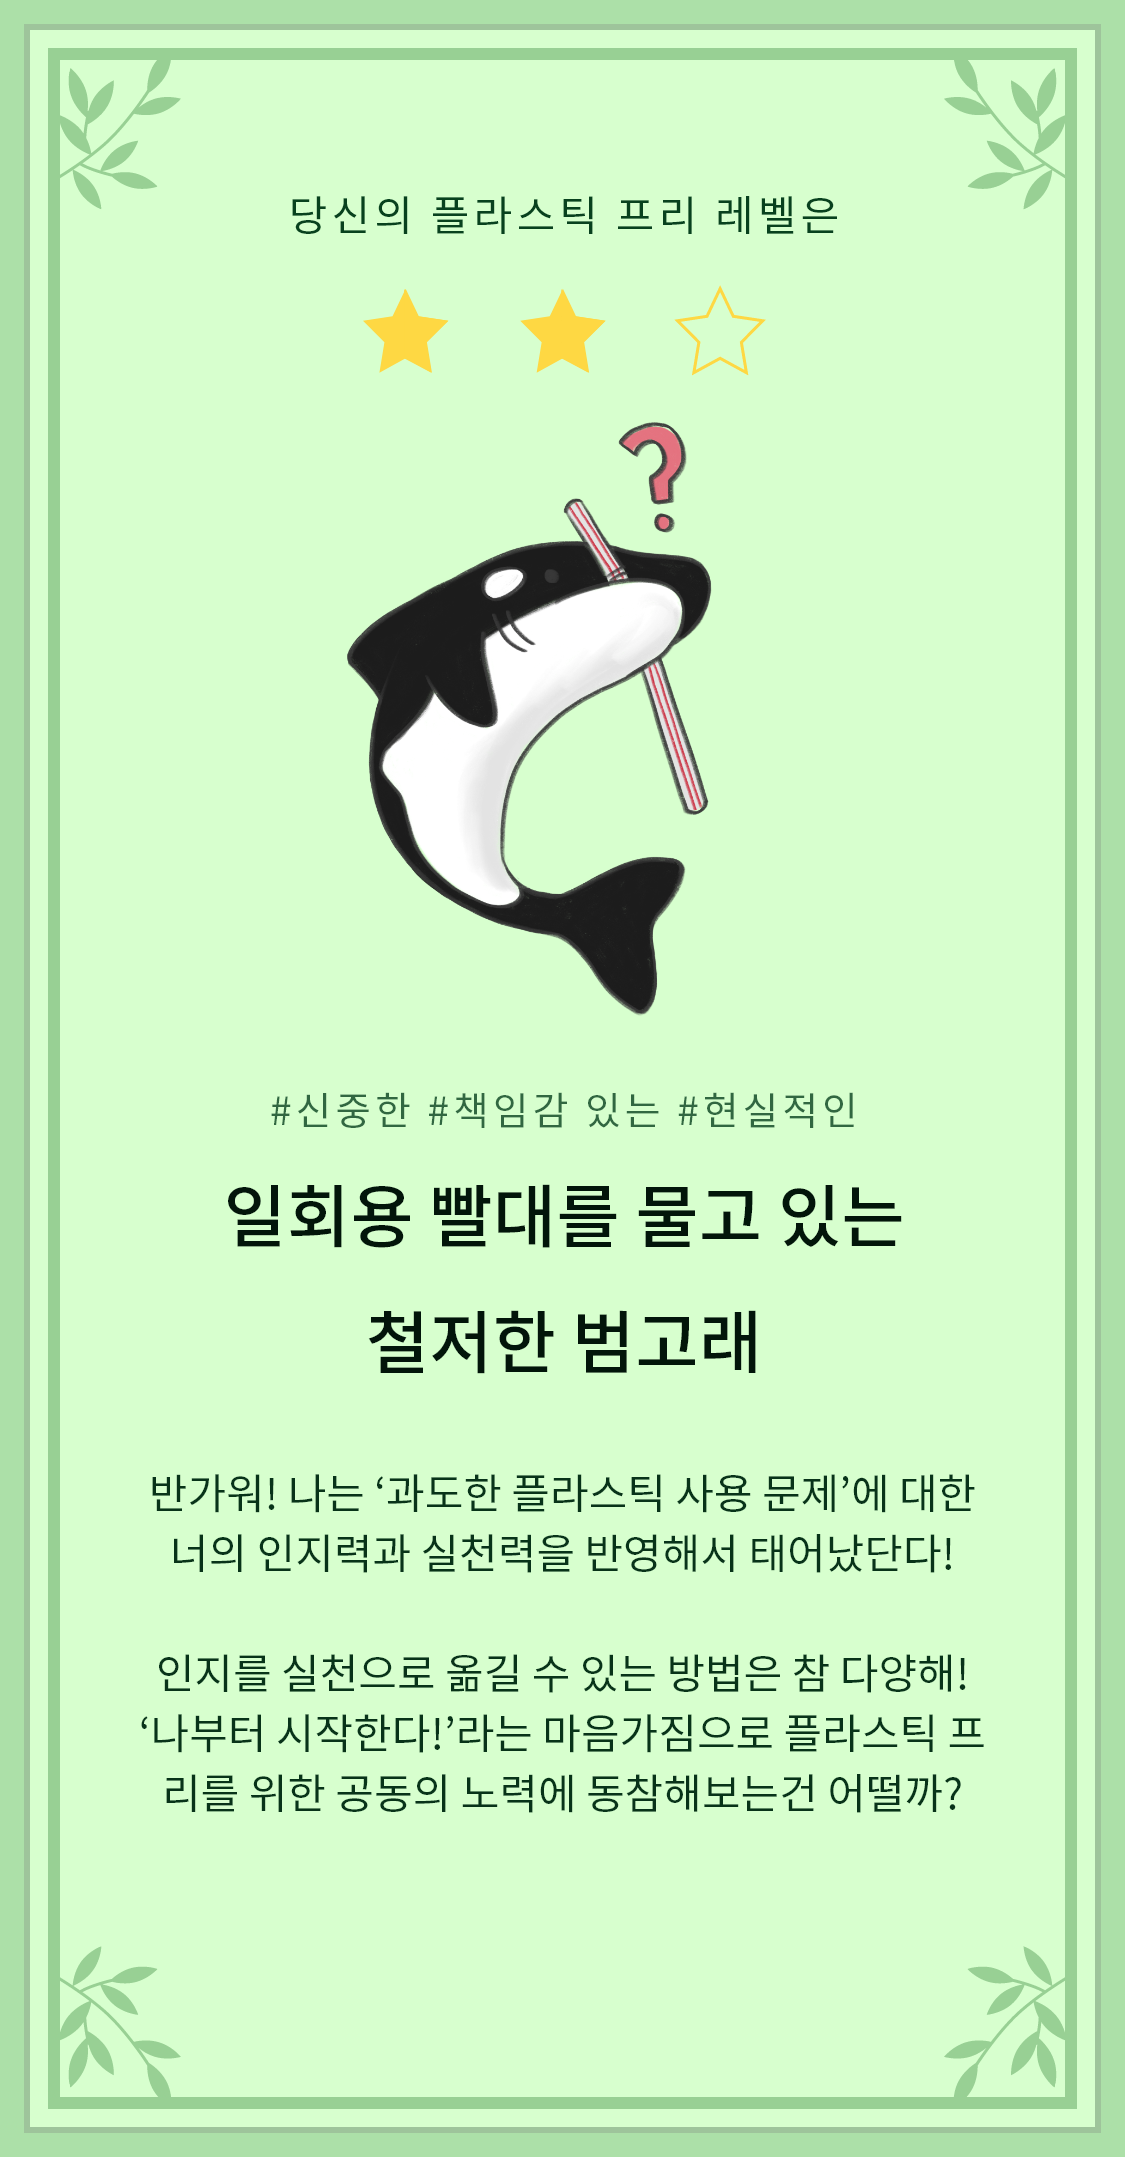 당신의 플라스틱 프리 레벨은
?
#신중한 #책임감 있는 #현실적인
일회용 빨대를 물고 있는
철저한 범고래
반가워! 나는 ‘과도한 플라스틱 사용 문제’에 대한
너의 인지력과 실천력을 반영해서 태어났단다!
인지를 실천으로 옮길 수 있는 방법은 참 다양해!
‘나부터 시작한다!’라는 마음가짐으로 플라스틱 프
리를 위한 공동의 노력에 동참해보는건 어떨까?